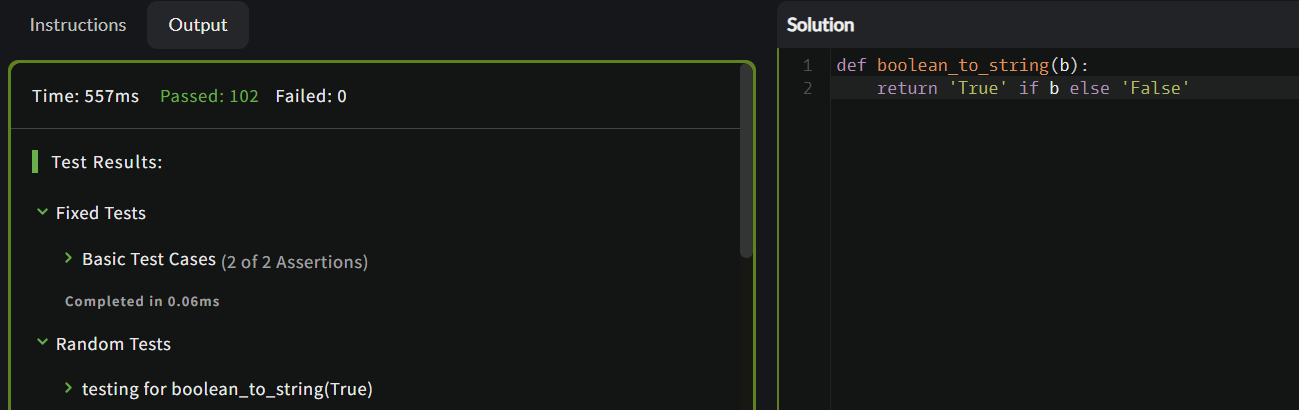 Instructions Output
Time: 557ms Passed: 102 Failed: 0
Test Results:
Fixed Tests
Basic Test Cases (2 of 2 Assertions)
Completed in 0.06ms
Random Tests
testing for boolean_to_string(True)
Solution
1 def boolean_to_string(b):
2     return 'True' if b else 'False'